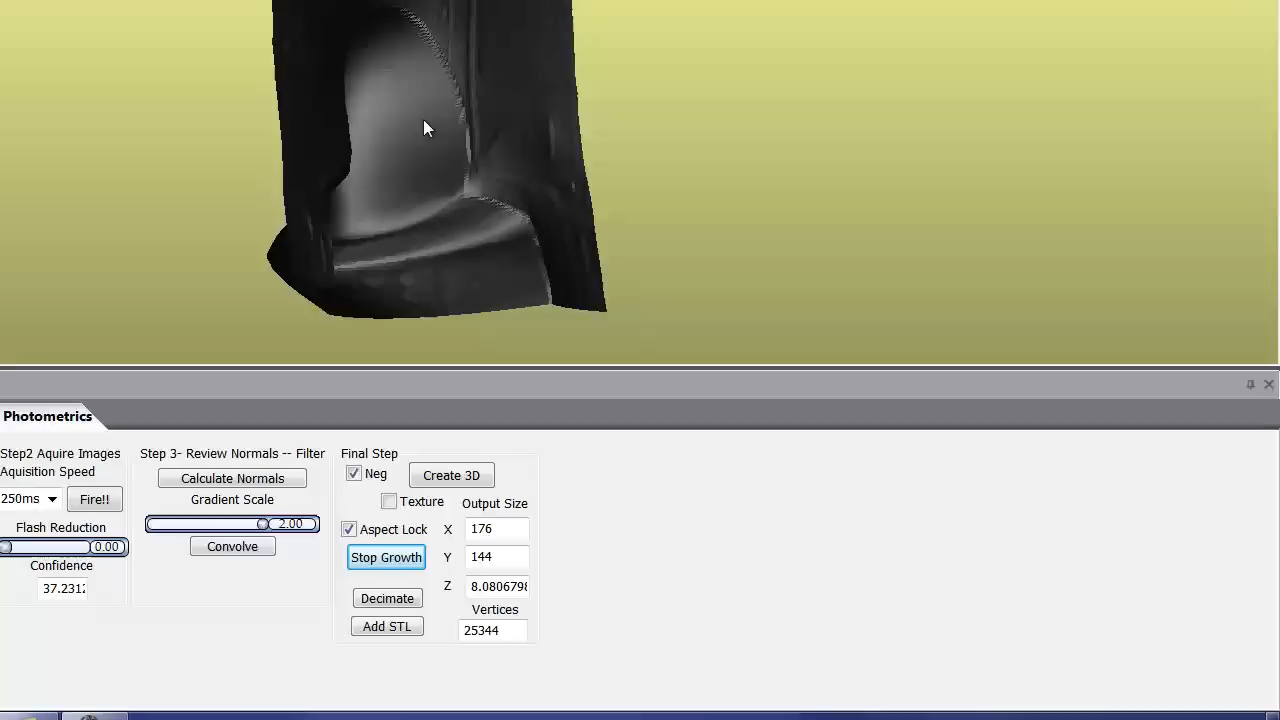 Photometrics
Step2 Aquire Images
Aquisition Speed
250ms
Fire!!
Flash Reduction
0.00
Confidence
37.2312
Step 3- Review Normals -- Filter
Calculate Normals
Gradient Scale
2.00
Convolve
Final Step
Neg
Create 3D
Texture
Output Size
Aspect Lock
X
176
Stop Growth
Y
144
Z
8.0806798
Decimate
Vertices
Add STL
25344